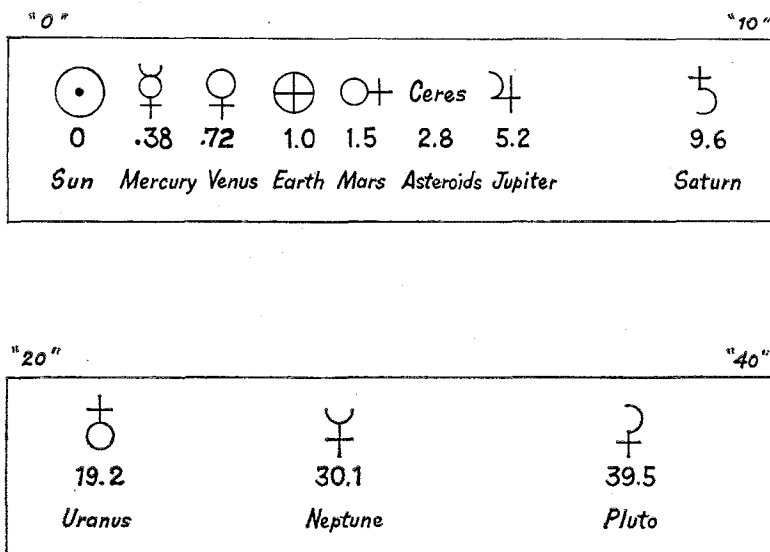 "0" "10"
Ceres
0 .38 .72 1.0 1.5 2.8 5.2 9.6
Sun Mercury Venus Earth Mars Asteroids Jupiter Saturn
"20" "40"
19.2 30.1 39.5
Uranus Neptune Pluto